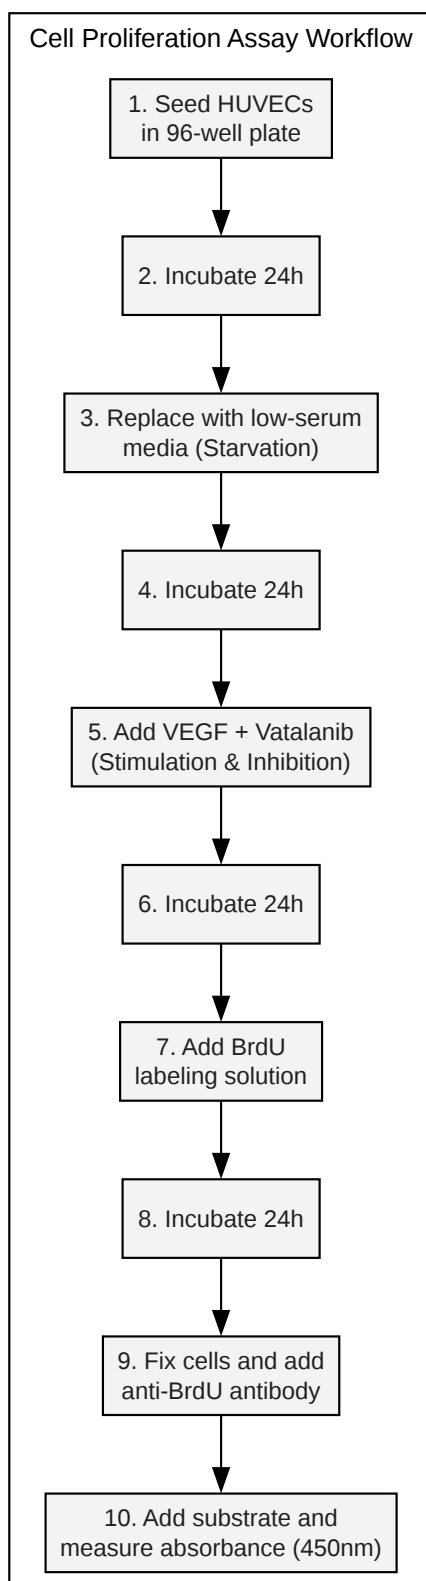 Cell Proliferation Assay Workflow
1. Seed HUVECs
in 96-well plate
2. Incubate 24h
3. Replace with low-serum
media (Starvation)
4. Incubate 24h
5. Add VEGF + Vatalanib
(Stimulation & Inhibition)
6. Incubate 24h
7. Add BrdU
labeling solution
8. Incubate 24h
9. Fix cells and add
anti-BrdU antibody
10. Add substrate and
measure absorbance (450nm)